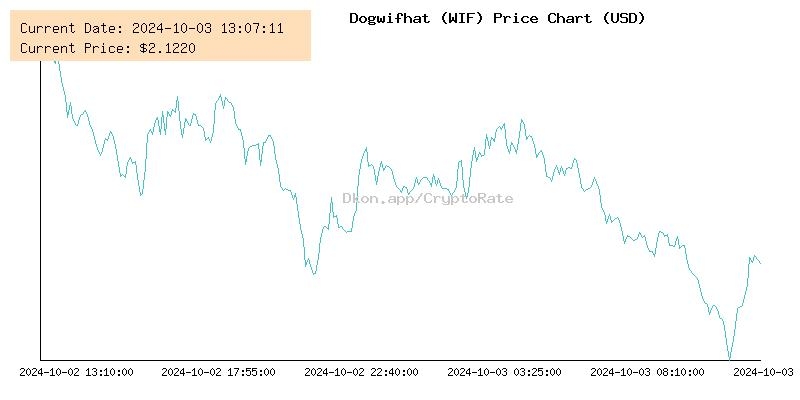 Dogwifhat (WIF) Price Chart (USD)
Current Date: 2024-10-03 13:07:11
Current Price: $2.1220
Dkon.app/CryptoRate
2024-10-02 13:10:00 2024-10-02 17:55:00 2024-10-02 22:40:00 2024-10-03 03:25:00 2024-10-03 08:10:00 2024-10-03